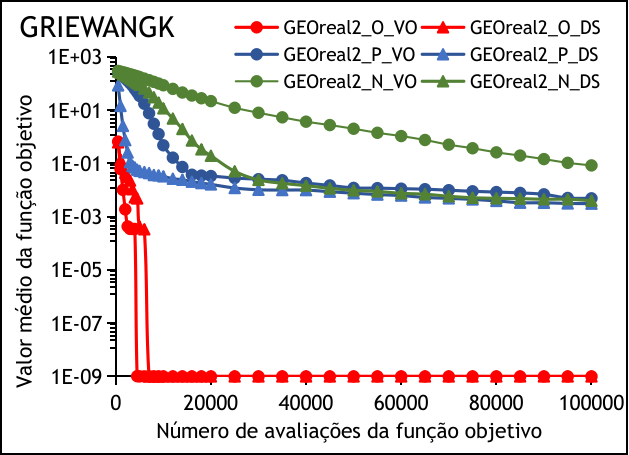 GRIEWANGK
GEOreal2_O_VO GEOreal2_O_DS
GEOreal2_P_VO GEOreal2_P_DS
GEOreal2_N_VO GEOreal2_N_DS
Valor médio da função objetivo
1E+03
1E+01
1E-01
1E-03
1E-05
1E-07
1E-09
0 20000 40000 60000 80000 100000
Número de avaliações da função objetivo